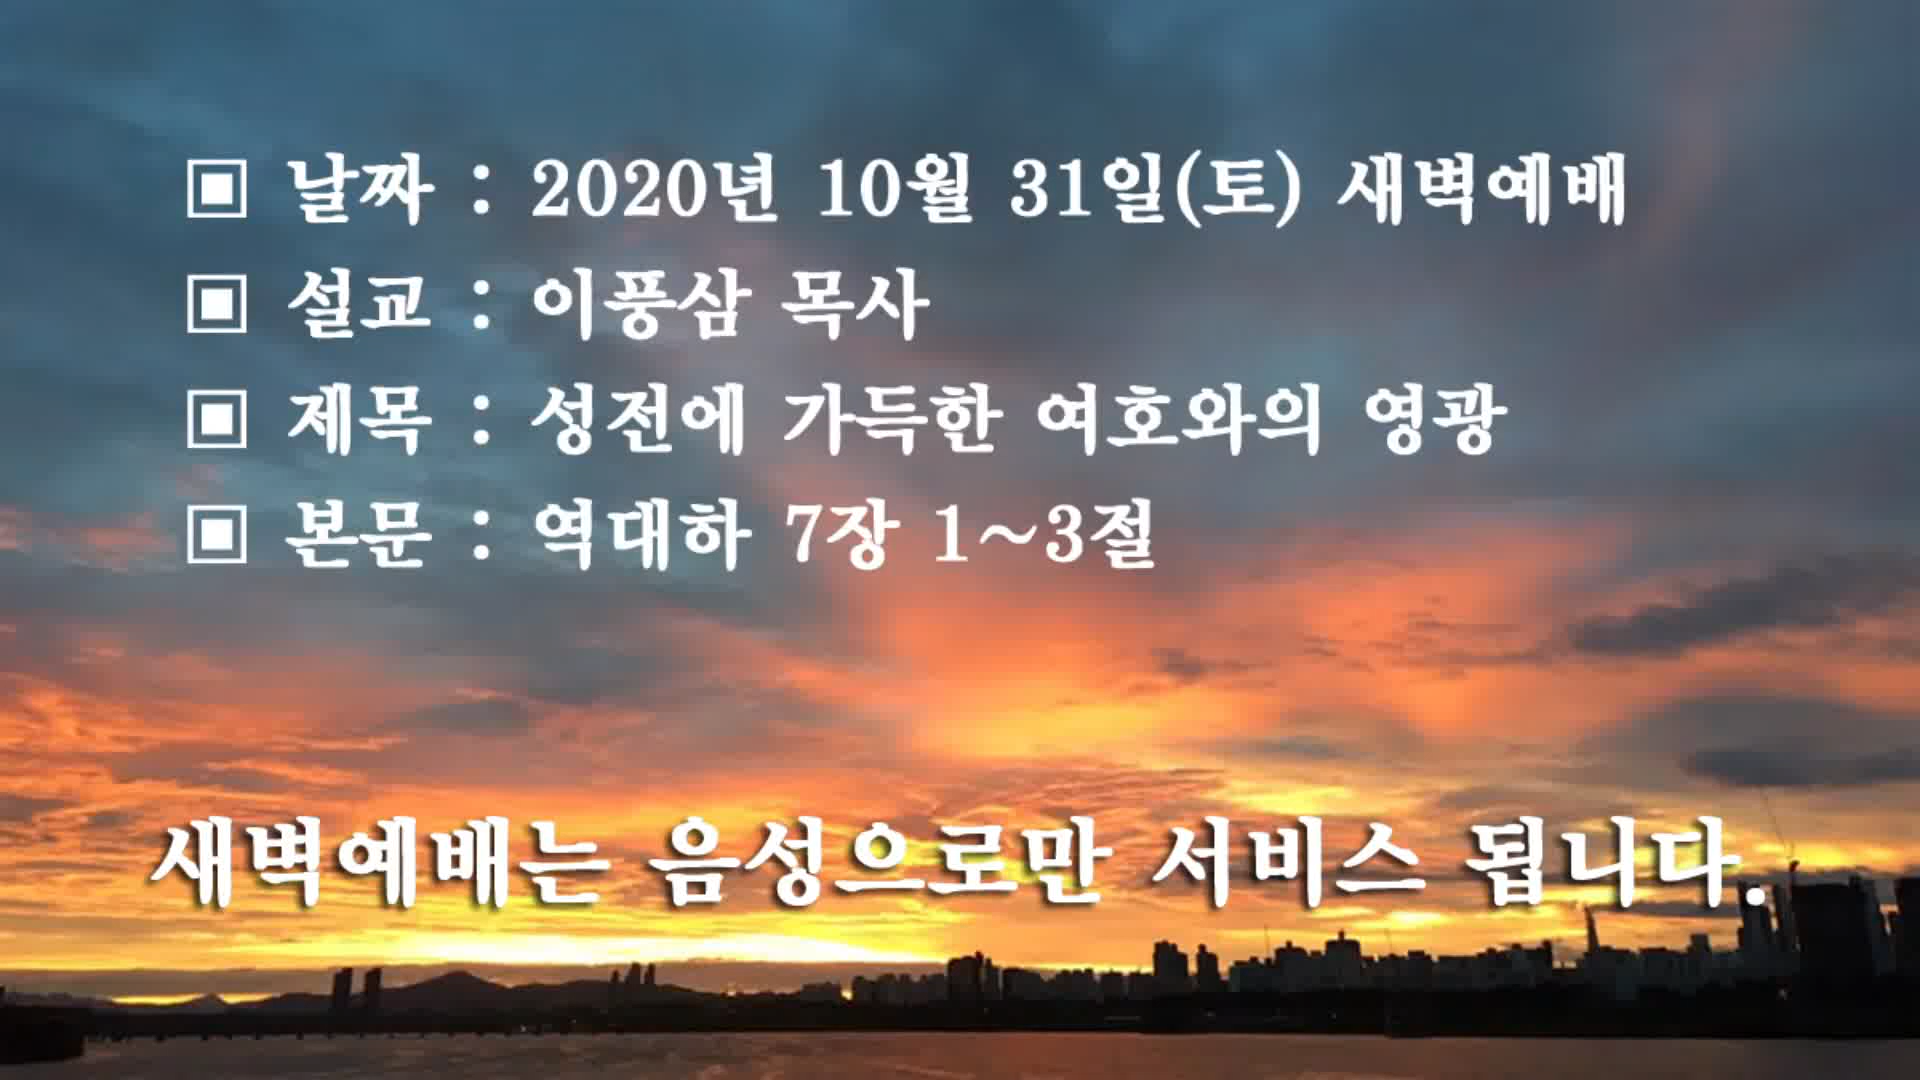 ▣ 날짜 : 2020년 10월 31일(토) 새벽예배
▣ 설교 : 이풍삼 목사
▣ 제목 : 성전에 가득한 여호와의 영광
▣ 본문 : 역대하 7장 1~3절
새벽예배는 음성으로만 서비스 됩니다.